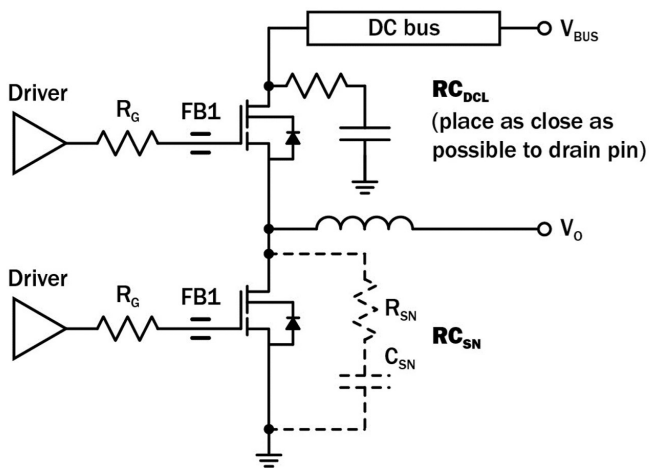 DC bus
V_BUS
Driver
R_G
FB1
RC_DCL
(place as close as
possible to drain pin)
V_O
Driver
R_G
FB1
R_SN
RC_SN
C_SN